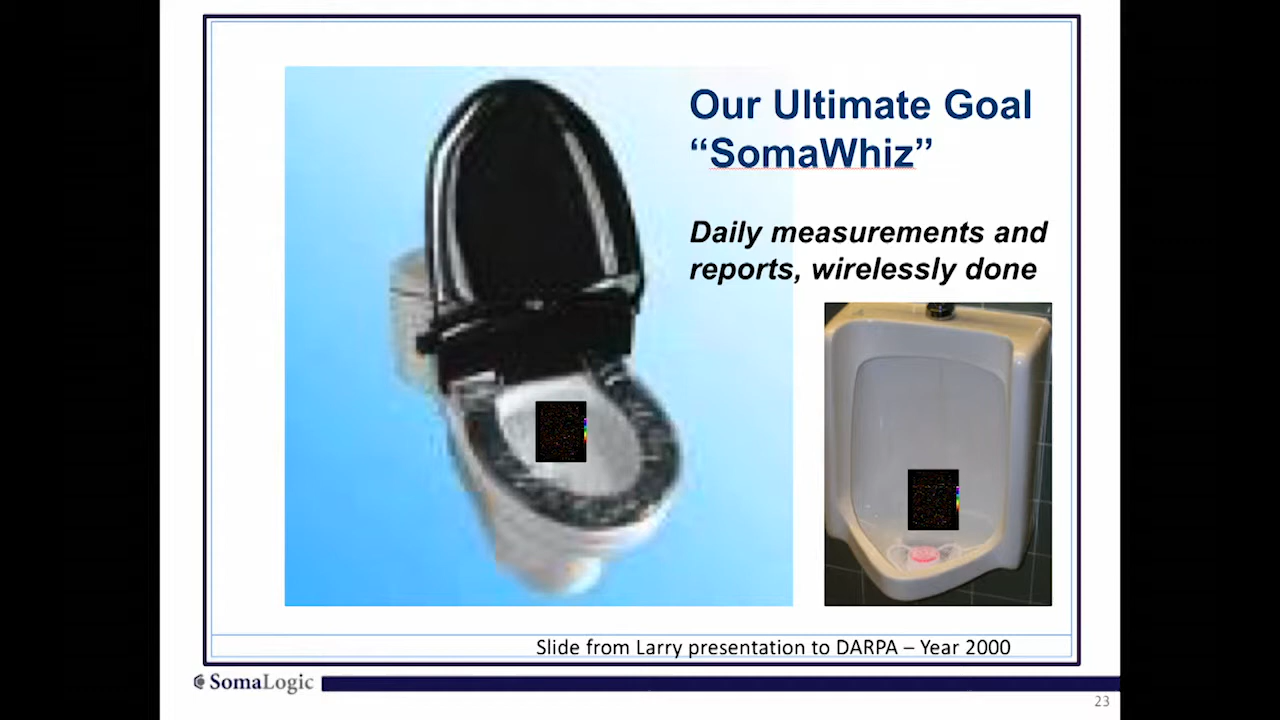 Our Ultimate Goal
“SomaWhiz”
Daily measurements and
reports, wirelessly done
Slide from Larry presentation to DARPA – Year 2000
SomaLogic
23